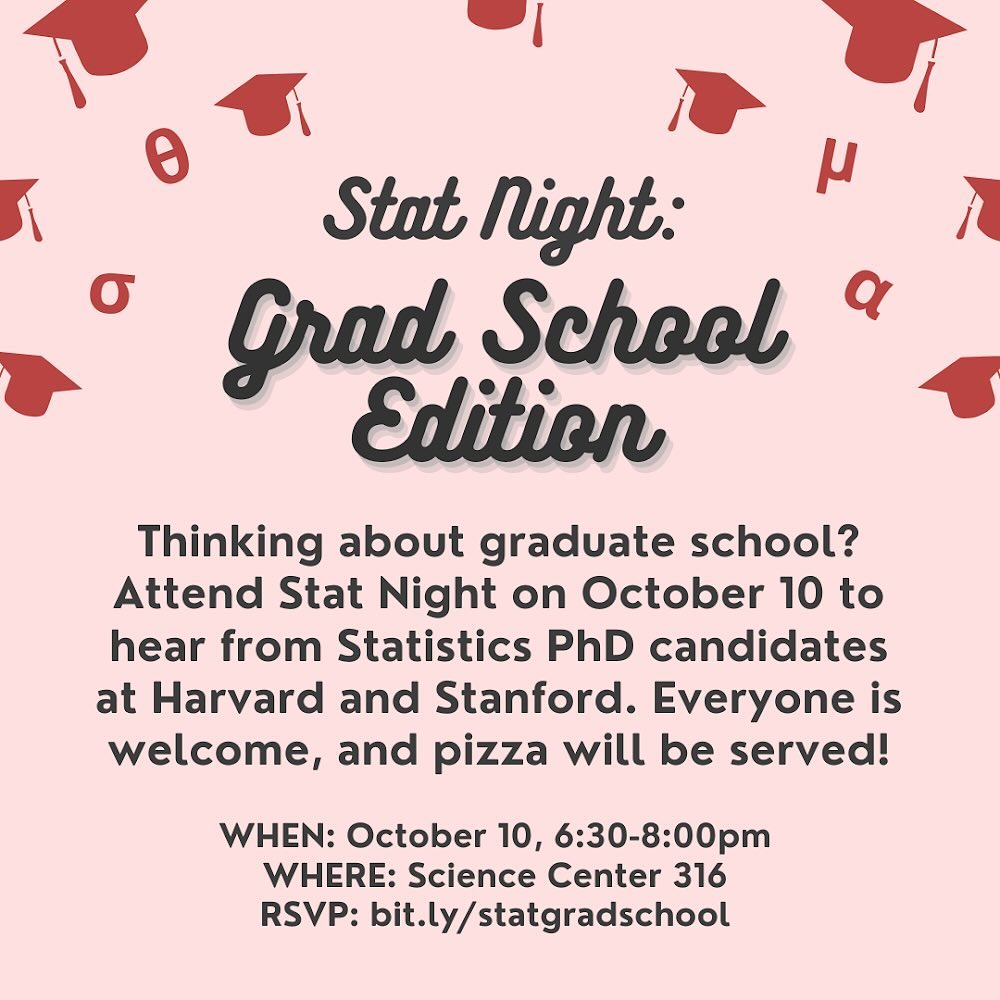 θ
μ
Stat Night:
σ
α
Grad School
Edition
Thinking about graduate school?
Attend Stat Night on October 10 to
hear from Statistics PhD candidates
at Harvard and Stanford. Everyone is
welcome, and pizza will be served!
WHEN: October 10, 6:30-8:00pm
WHERE: Science Center 316
RSVP: bit.ly/statgradschool